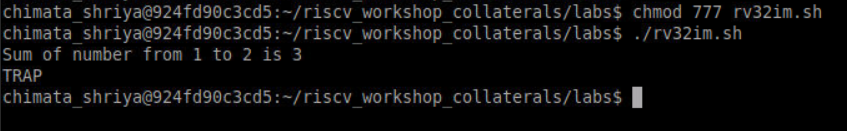 chimata_shriya@924fd90c3cd5:~/riscv_workshop_collaterals/labs$ chmod 777 rv32im.sh
chimata_shriya@924fd90c3cd5:~/riscv_workshop_collaterals/labs$ ./rv32im.sh
Sum of number from 1 to 2 is 3
TRAP
chimata_shriya@924fd90c3cd5:~/riscv_workshop_collaterals/labs$